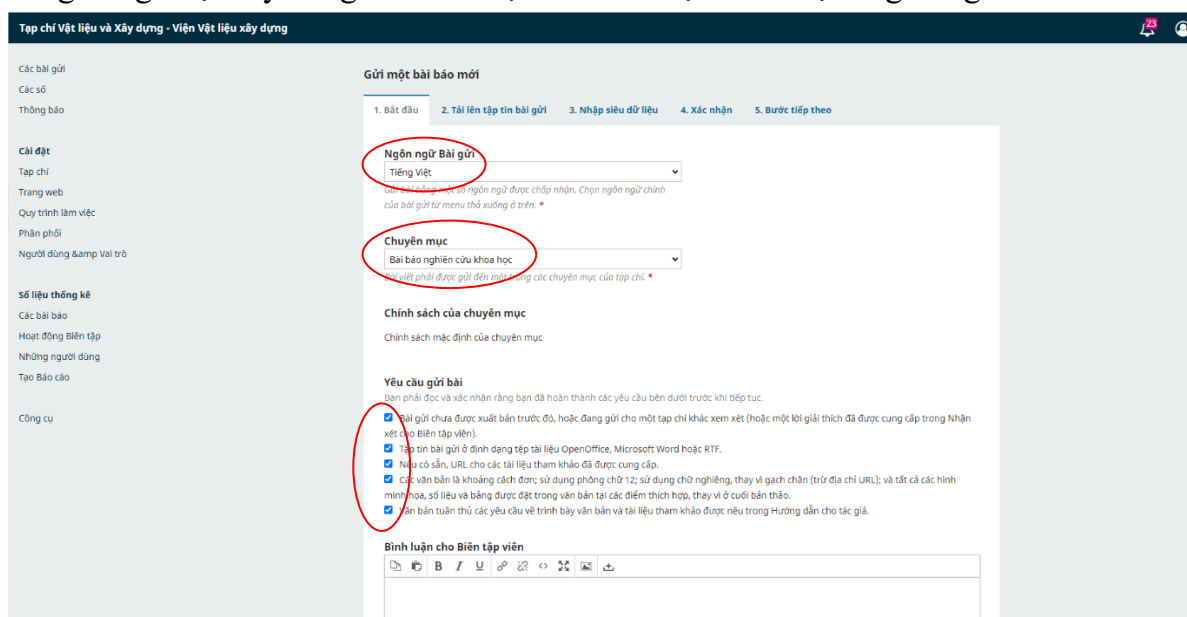 Tạp chí Vật liệu và Xây dựng - Viện Vật liệu xây dựng
23
Các bài gửi
Các số
Thông báo
Cài đặt
Tạp chí
Trang web
Quy trình làm việc
Phân phối
Người dùng &amp Vai trò
Số liệu thống kê
Các bài báo
Hoạt động Biên tập
Những người dùng
Tạo Báo cáo
Công cụ
Gửi một bài báo mới
1. Bắt đầu 2. Tải lên tập tin bài gửi 3. Nhập siêu dữ liệu 4. Xác nhận 5. Bước tiếp theo
Ngôn ngữ Bài gửi
Tiếng Việt
Gửi bài bằng một số ngôn ngữ được chấp nhận. Chọn ngôn ngữ chính
của bài gửi từ menu thả xuống ở trên. *
Chuyên mục
Bài báo nghiên cứu khoa học
Bài viết phải được gửi đến một trong các chuyên mục của tạp chí. *
Chính sách của chuyên mục
Chính sách mặc định của chuyên mục
Yêu cầu gửi bài
Bạn phải đọc và xác nhận rằng bạn đã hoàn thành các yêu cầu bên dưới trước khi tiếp tục.
Bài gửi chưa được xuất bản trước đó, hoặc đang gửi cho một tạp chí khác xem xét (hoặc một lời giải thích đã được cung cấp trong Nhận
xét cho Biên tập viên).
Tập tin bài gửi ở định dạng tệp tài liệu OpenOffice, Microsoft Word hoặc RTF.
Nếu có sẵn, URL cho các tài liệu tham khảo đã được cung cấp.
Các văn bản là khoảng cách đơn; sử dụng phông chữ 12; sử dụng chữ nghiêng, thay vì gạch chân (trừ địa chỉ URL); và tất cả các hình
minh họa, số liệu và bảng được đặt trong văn bản tại các điểm thích hợp, thay vì ở cuối bản thảo.
Văn bản tuân thủ các yêu cầu về trình bày văn bản và tài liệu tham khảo được nêu trong Hướng dẫn cho tác giả.
Bình luận cho Biên tập viên
B I U